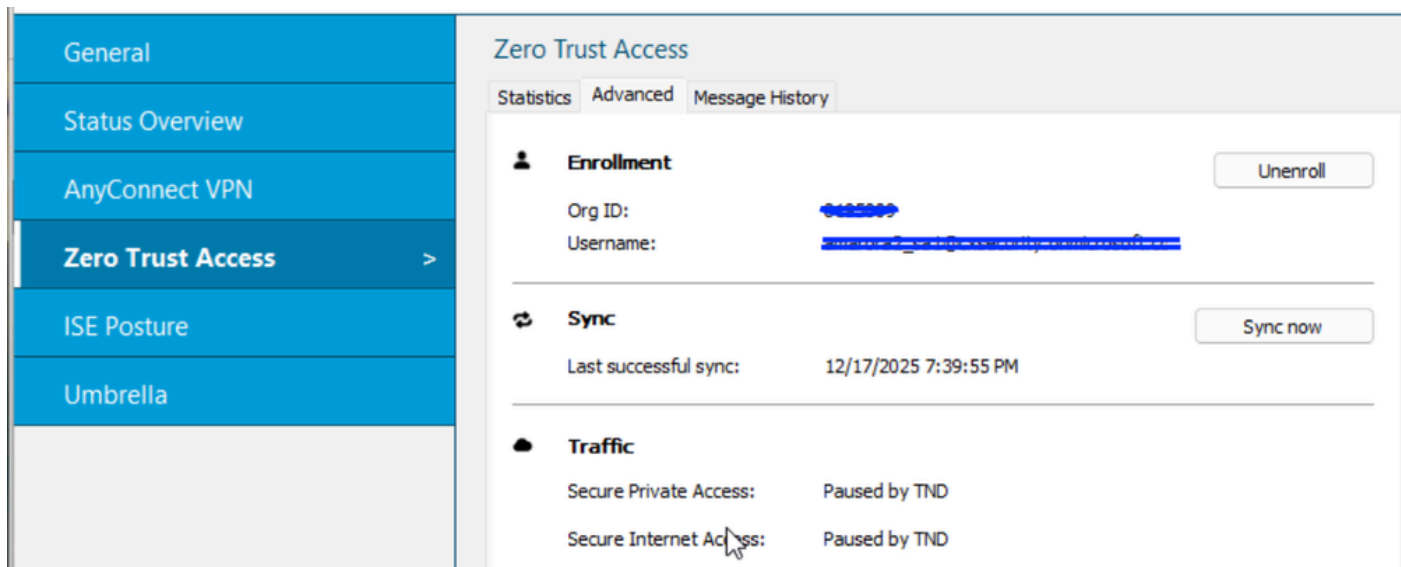 General
Status Overview
AnyConnect VPN
Zero Trust Access >
ISE Posture
Umbrella
Zero Trust Access
Statistics Advanced Message History
Enrollment Unenroll
Org ID:
Username:
Sync Sync now
Last successful sync: 12/17/2025 7:39:55 PM
Traffic
Secure Private Access: Paused by TND
Secure Internet Access: Paused by TND